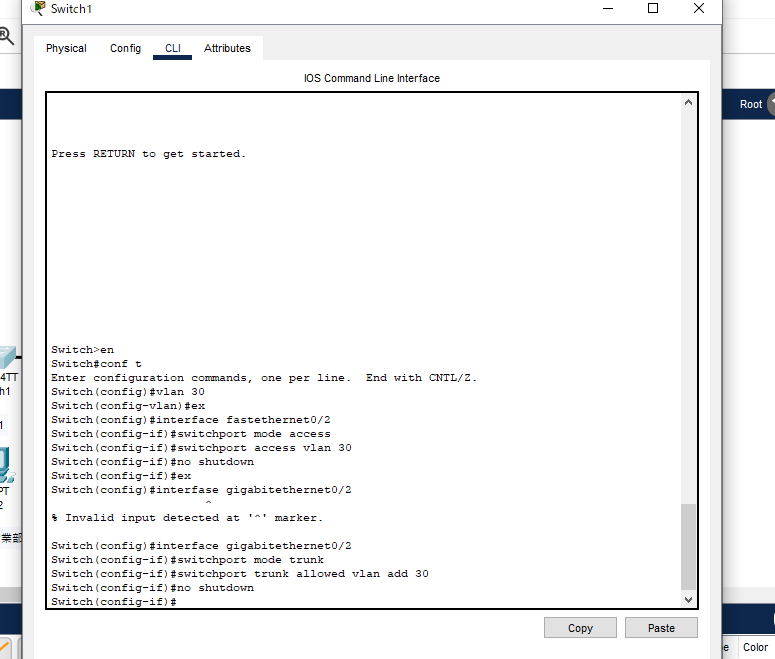 Switch1
Physical Config CLI Attributes
IOS Command Line Interface
Root
Press RETURN to get started.
Switch>en
Switch#conf t
Enter configuration commands, one per line.  End with CNTL/Z.
Switch(config)#vlan 30
Switch(config-vlan)#ex
Switch(config)#interface fastethernet0/2
Switch(config-if)#switchport mode access
Switch(config-if)#switchport access vlan 30
Switch(config-if)#no shutdown
Switch(config-if)#ex
Switch(config)#interfase gigabitethernet0/2
^
% Invalid input detected at '^' marker.
Switch(config)#interface gigabitethernet0/2
Switch(config-if)#switchport mode trunk
Switch(config-if)#switchport trunk allowed vlan add 30
Switch(config-if)#no shutdown
Switch(config-if)#
4TT
h1
1
PT
2
業部
Copy Paste
e Color